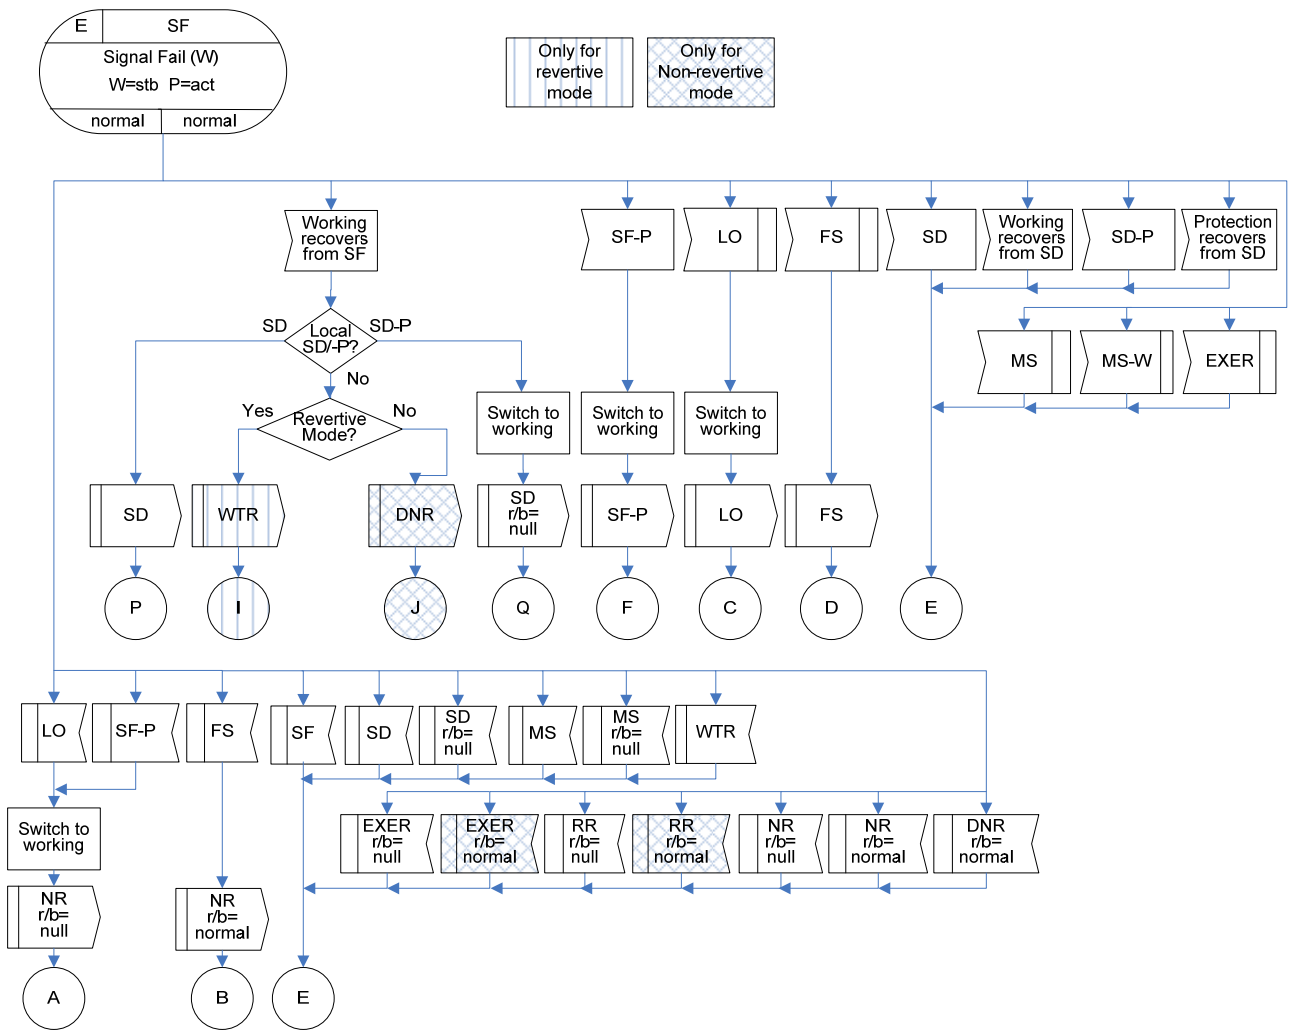 E
SF
Signal Fail (W)
W=stb P=act
normal
normal
Only for
revertive
mode
Only for
Non-revertive
mode
Working
recovers
from SF
SF-P
LO
FS
SD
Working
recovers
from SD
SD-P
Protection
recovers
from SD
SD
Local
SD/-P?
SD-P
No
MS
MS-W
EXER
Yes
Revertive
Mode?
No
Switch to
working
Switch to
working
Switch to
working
SD
WTR
DNR
SD
r/b=
null
SF-P
LO
FS
P
I
J
Q
F
C
D
E
LO
SF-P
FS
SF
SD
SD
r/b=
null
MS
MS
r/b=
null
WTR
Switch to
working
EXER
r/b=
null
EXER
r/b=
normal
RR
r/b=
null
RR
r/b=
normal
NR
r/b=
null
NR
r/b=
normal
DNR
r/b=
normal
NR
r/b=
null
NR
r/b=
normal
A
B
E